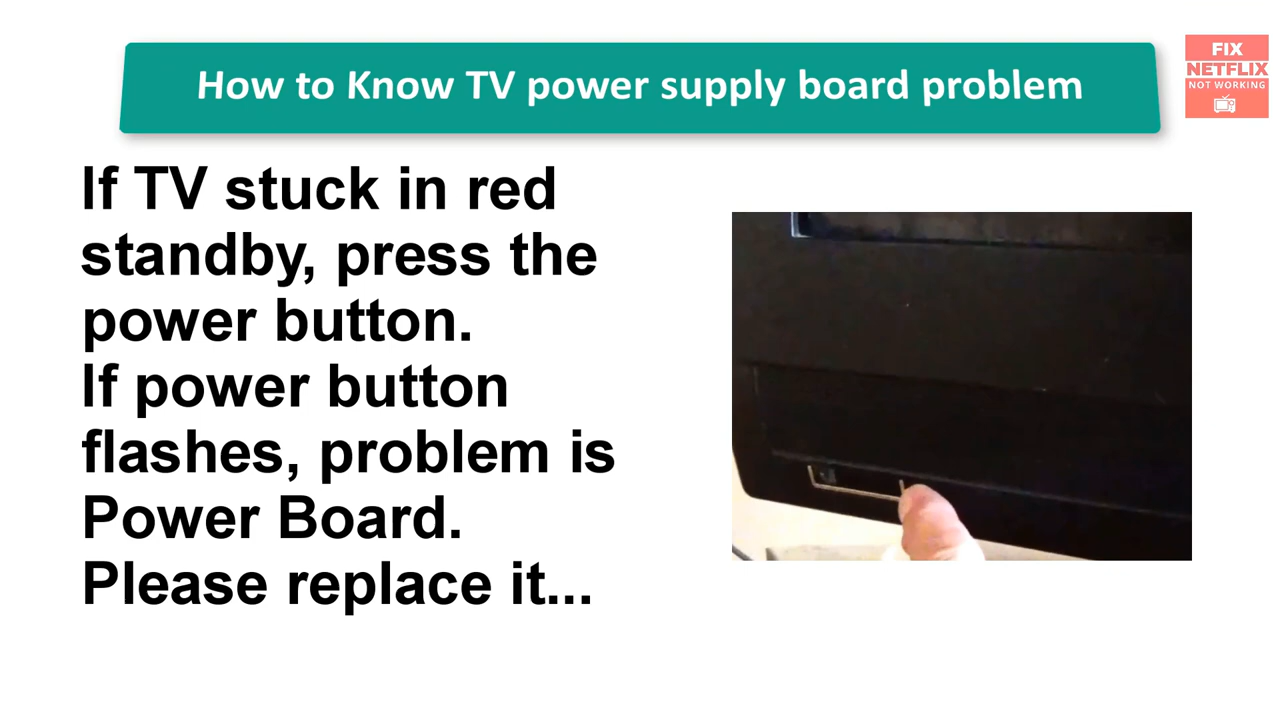 How to Know TV power supply board problem
FIX
NETFLIX
NOT WORKING
If TV stuck in red
standby, press the
power button.
If power button
flashes, problem is
Power Board.
Please replace it...